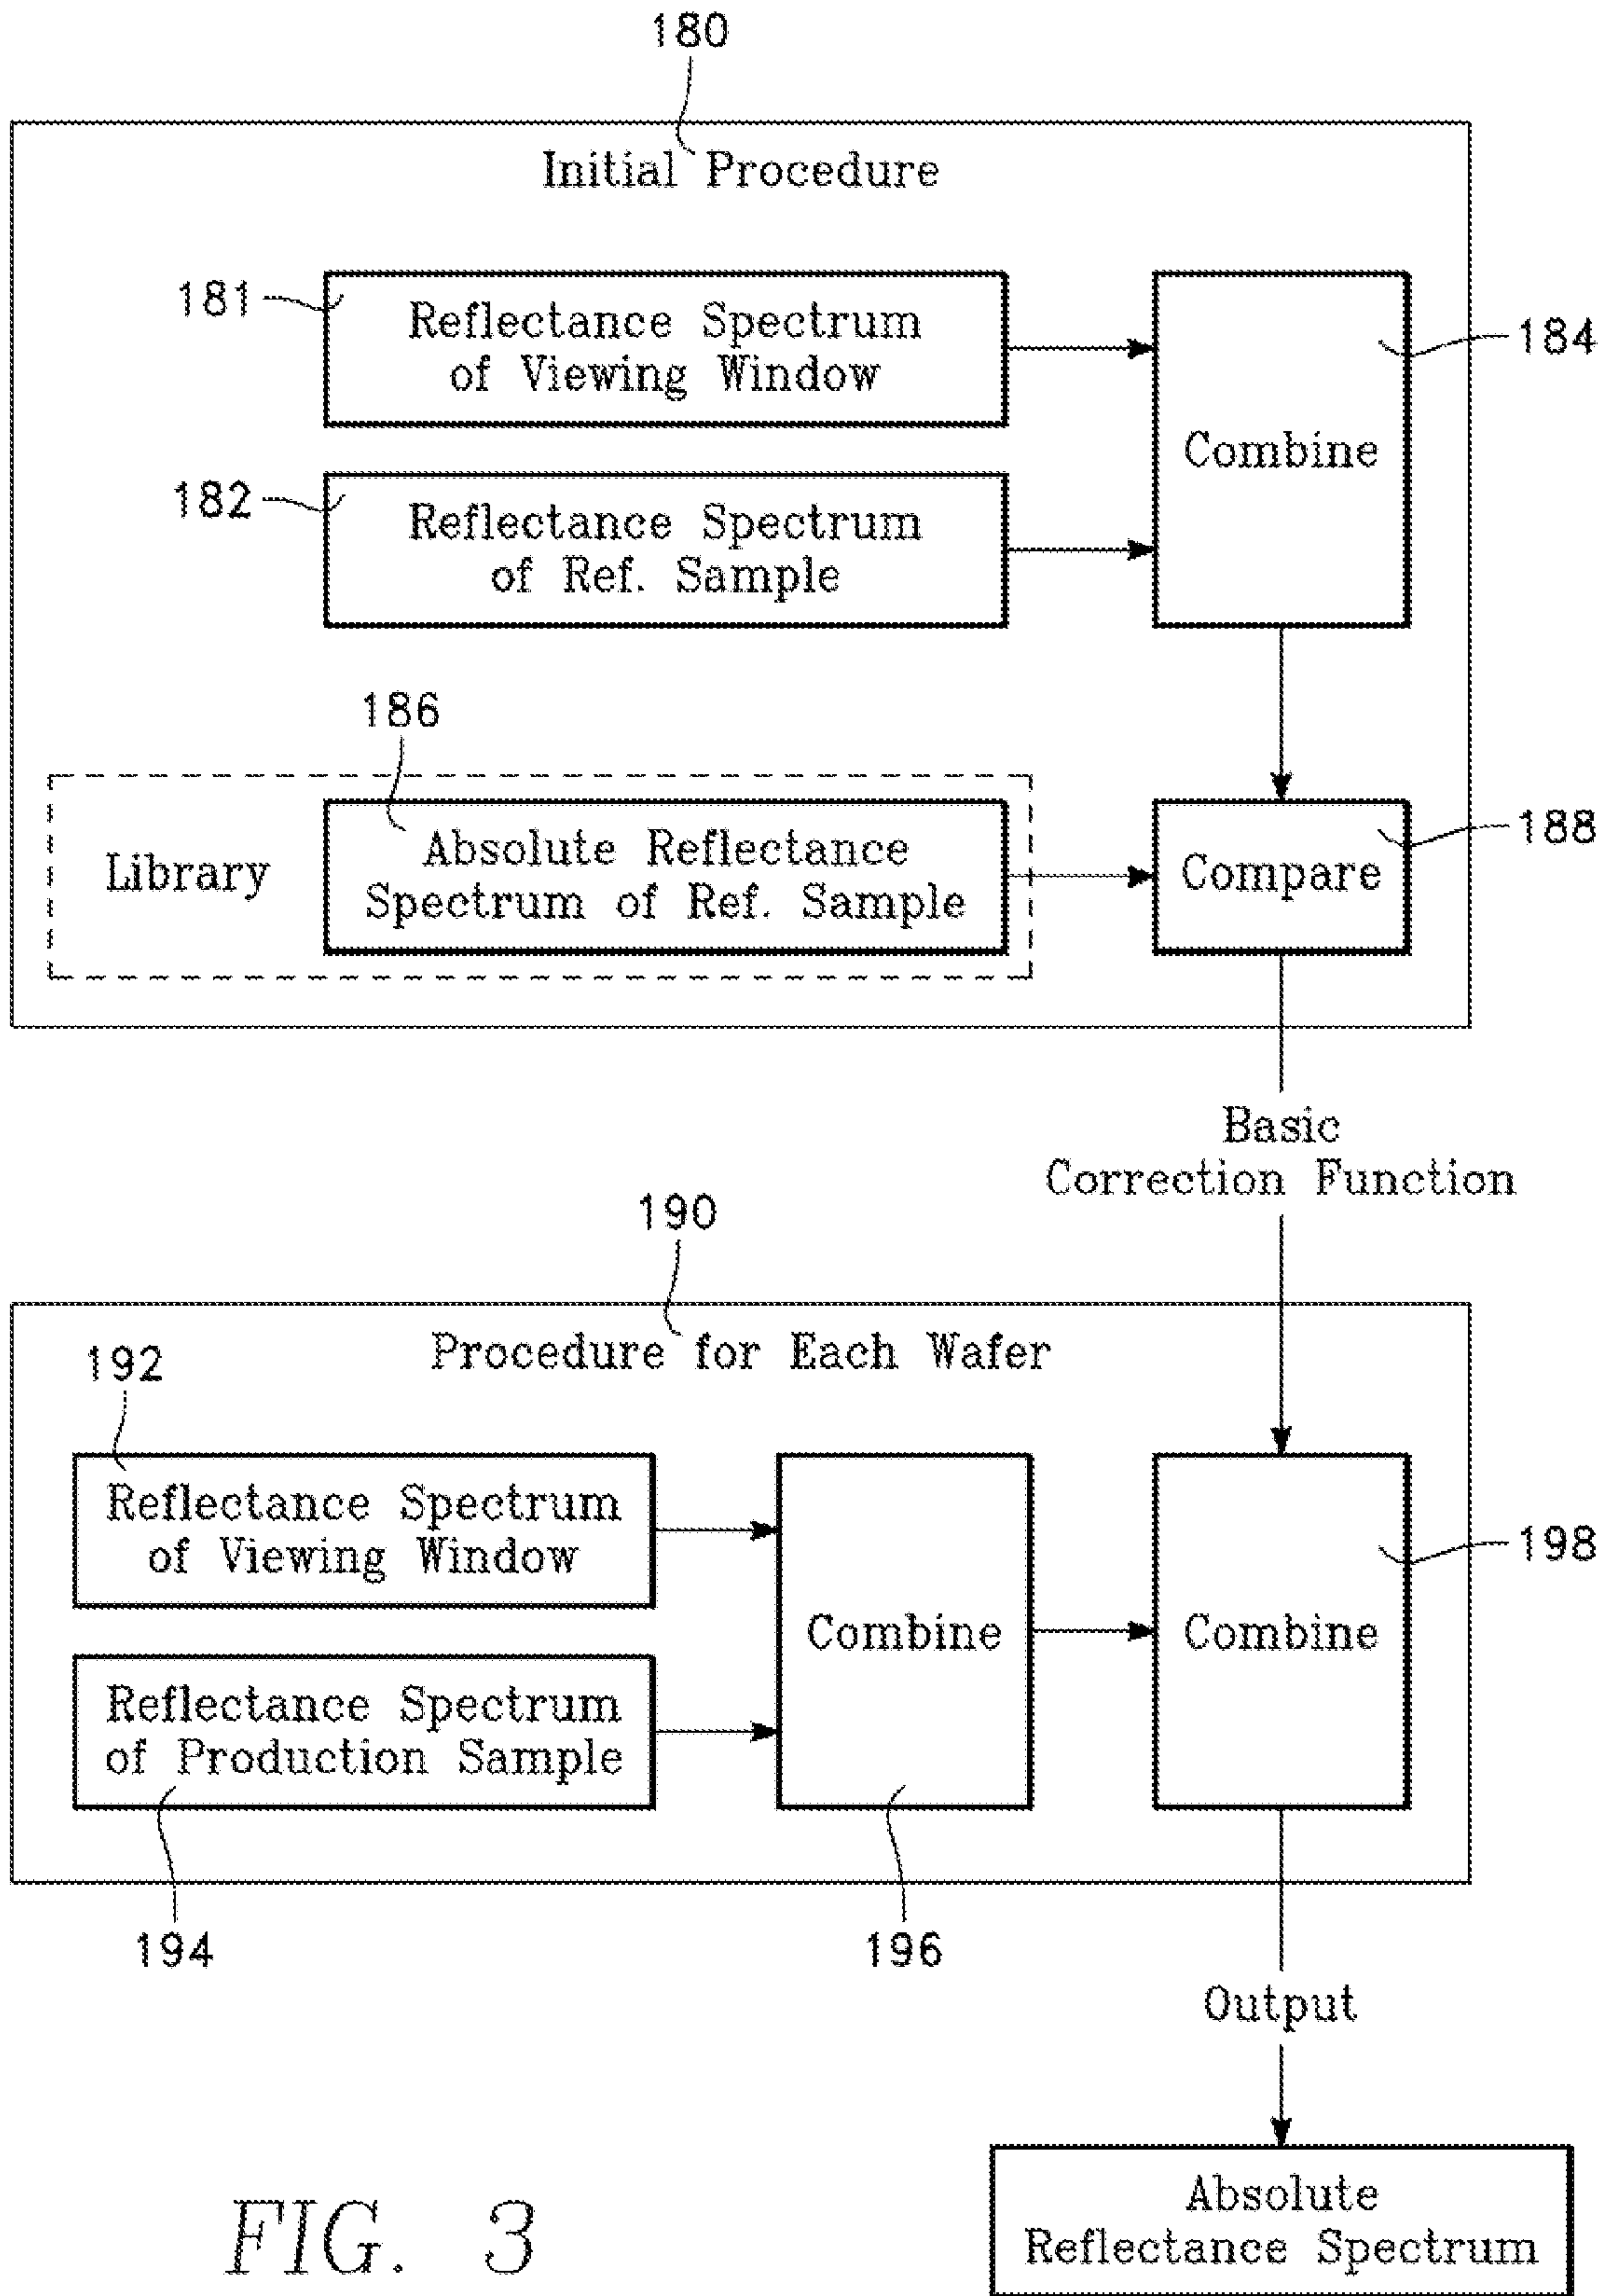 180
Initial Procedure
181
Reflectance Spectrum
of Viewing Window
184
Combine
182
Reflectance Spectrum
of Ref. Sample
186
Library
Absolute Reflectance
Spectrum of Ref. Sample
188
Compare
Basic
Correction Function
190
Procedure for Each Wafer
192
Reflectance Spectrum
of Viewing Window
Combine
Combine
198
Reflectance Spectrum
of Production Sample
194
196
Output
Absolute
Reflectance Spectrum
FIG. 3